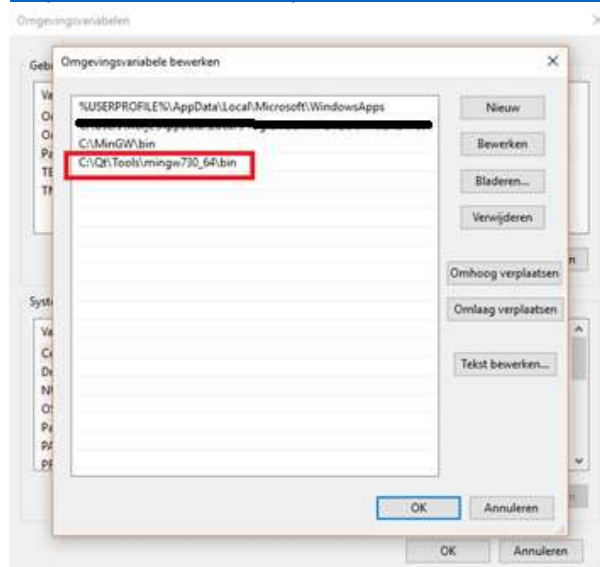 Omgevingsvariabelen
Omgevingsvariabele bewerken
%USERPROFILE%\AppData\Local\Microsoft\WindowsApps
C:\MinGW\bin
C:\Qt\Tools\mingw730_64\bin
Nieuw
Bewerken
Bladeren...
Verwijderen
Omhoog verplaatsen
Omlaag verplaatsen
Tekst bewerken...
OK
Annuleren
OK
Annuleren